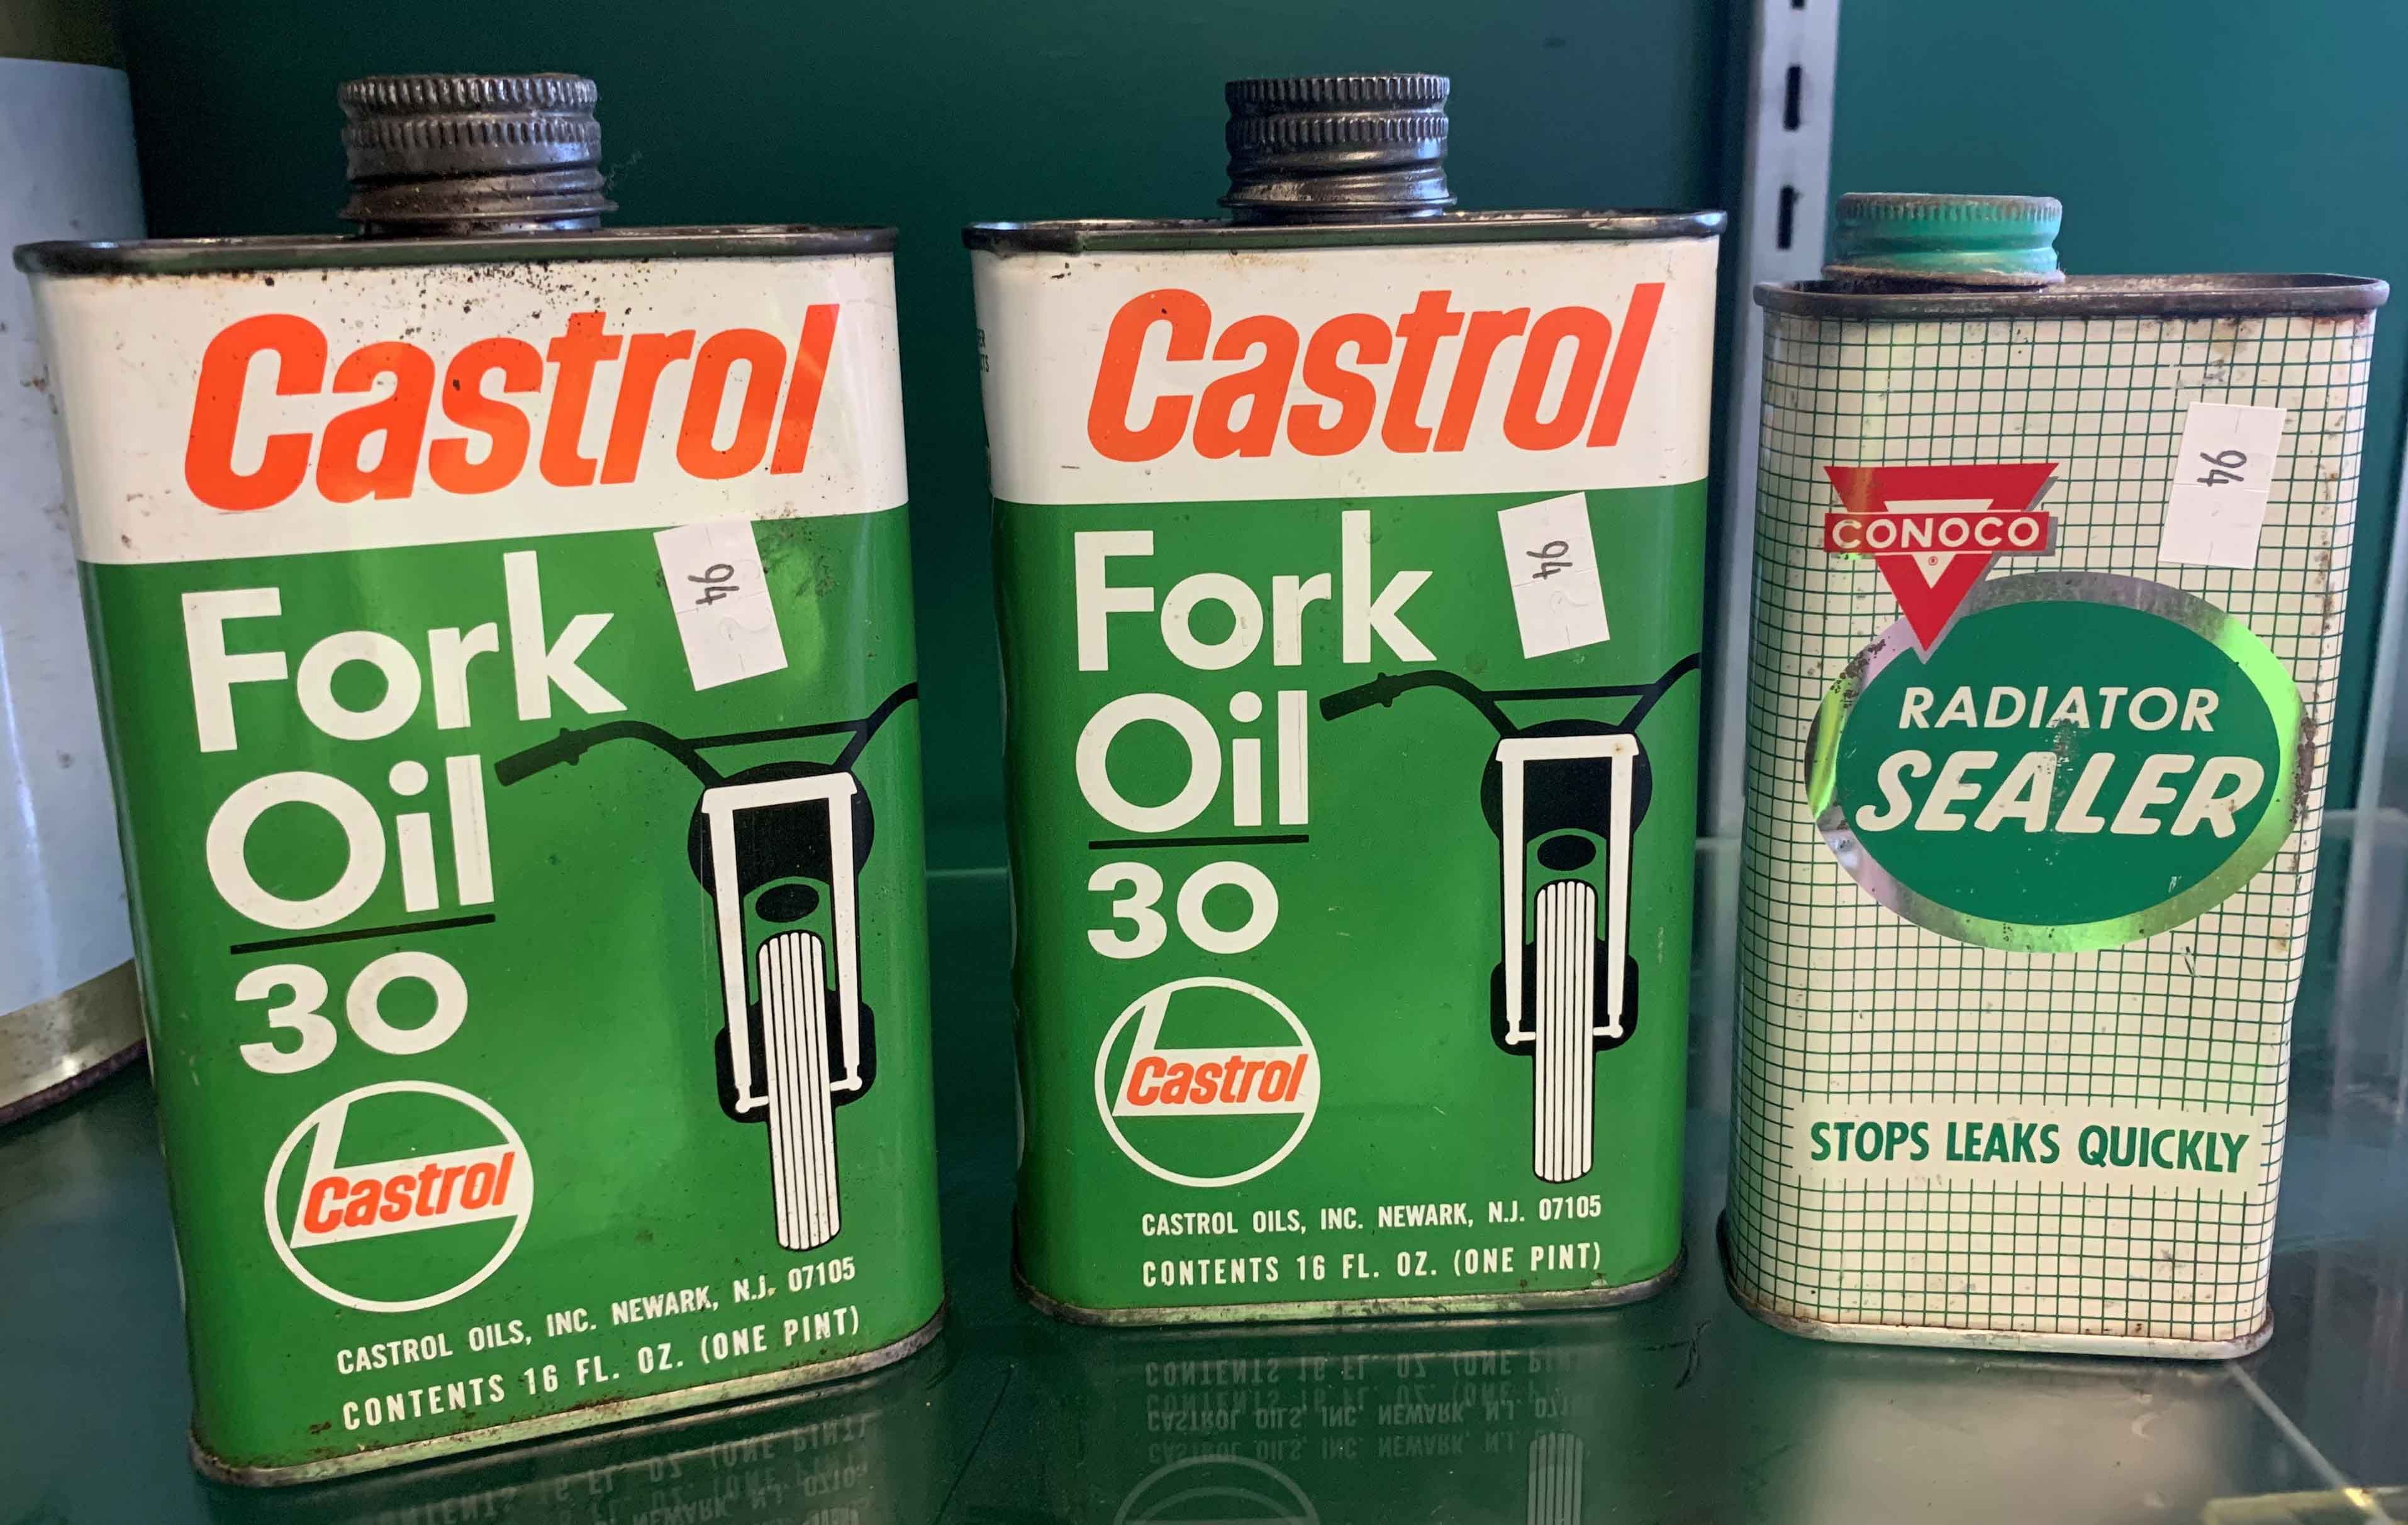 Castrol
Fork
Oil
30
Castrol
CASTROL OILS, INC. NEWARK, N.J. 07105
CONTENTS 16 FL. OZ. (ONE PINT)
94
Castrol
Fork
Oil
30
Castrol
CASTROL OILS, INC. NEWARK, N.J. 07105
CONTENTS 16 FL. OZ. (ONE PINT)
94
CONOCO
®
94
RADIATOR
SEALER
STOPS LEAKS QUICKLY